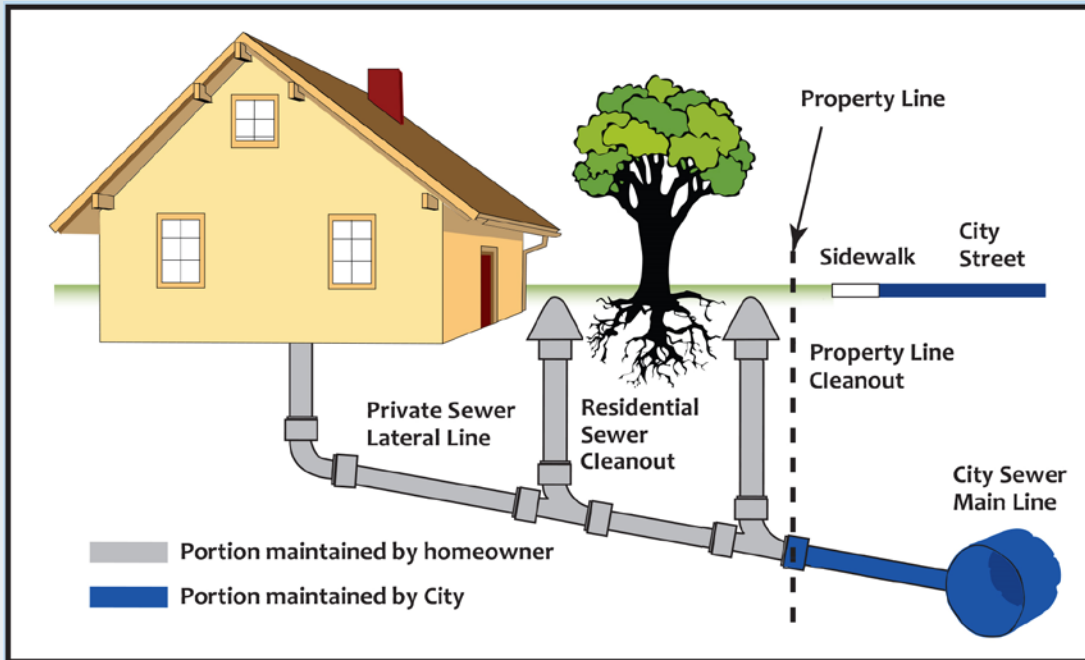 Property Line
Sidewalk
City
Street
Property Line
Cleanout
Private Sewer
Lateral Line
Residential
Sewer
Cleanout
City Sewer
Main Line
Portion maintained by homeowner
Portion maintained by City